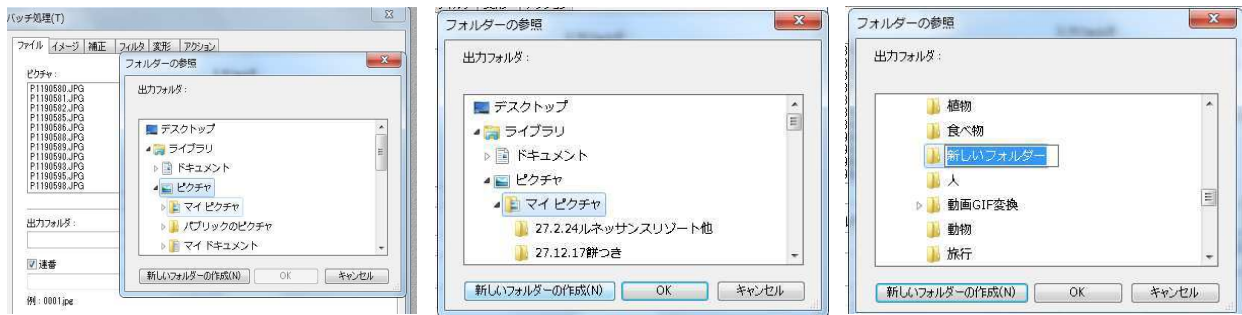 バッチ処理(T)
ファイル イメージ 補正 フィルタ 変形 アクション
ピクチャ:
P1190580.JPG
P1190581.JPG
P1190582.JPG
P1190585.JPG
P1190586.JPG
P1190588.JPG
P1190589.JPG
P1190590.JPG
P1190593.JPG
P1190595.JPG
P1190598.JPG
出力フォルダ:
連番
例:0001.jpg
フォルダーの参照
出力フォルダ:
デスクトップ
ライブラリ
ドキュメント
ピクチャ
マイ ピクチャ
パブリックのピクチャ
マイ ドキュメント
新しいフォルダーの作成(N) OK キャンセル
フォルダーの参照
出力フォルダ:
デスクトップ
ライブラリ
ドキュメント
ピクチャ
マイ ピクチャ
27.2.24ルネッサンスリゾート他
27.12.17餅つき
新しいフォルダーの作成(N) OK キャンセル
フォルダーの参照
出力フォルダ:
植物
食べ物
新しいフォルダー
人
動画GIF変換
動物
旅行
新しいフォルダーの作成(N) OK キャンセル